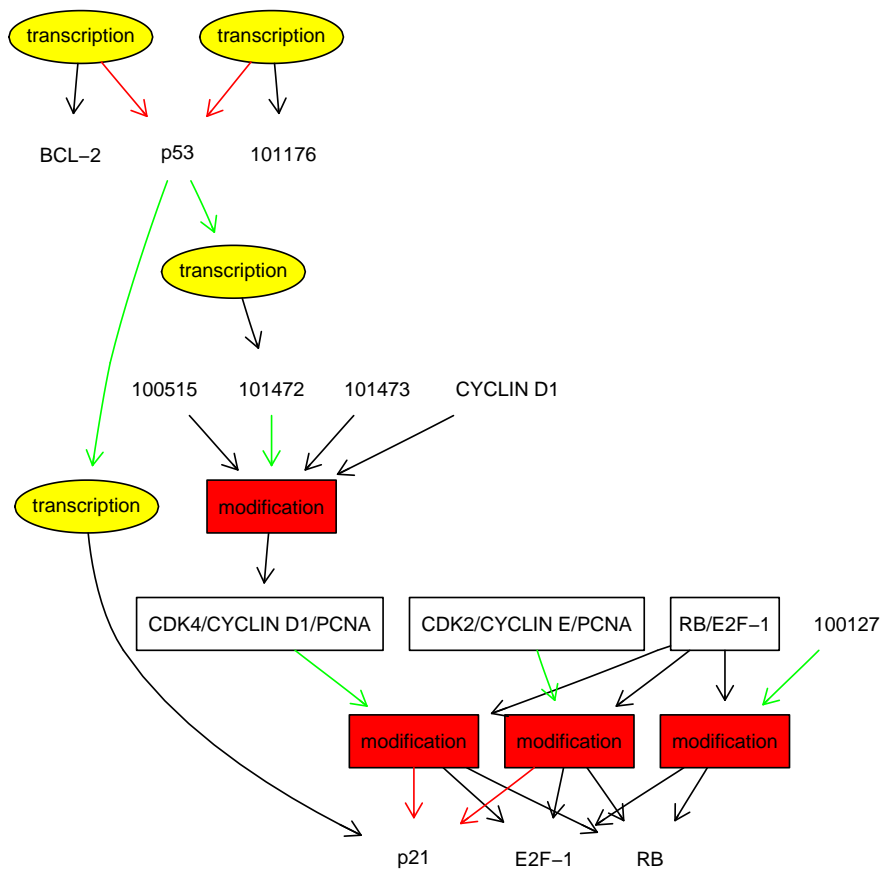 transcription
transcription
BCL−2
p53
101176
transcription
100515
101472
101473
CYCLIN D1
transcription
modification
CDK4/CYCLIN D1/PCNA
CDK2/CYCLIN E/PCNA
RB/E2F−1
100127
modification
modification
modification
p21
E2F−1
RB